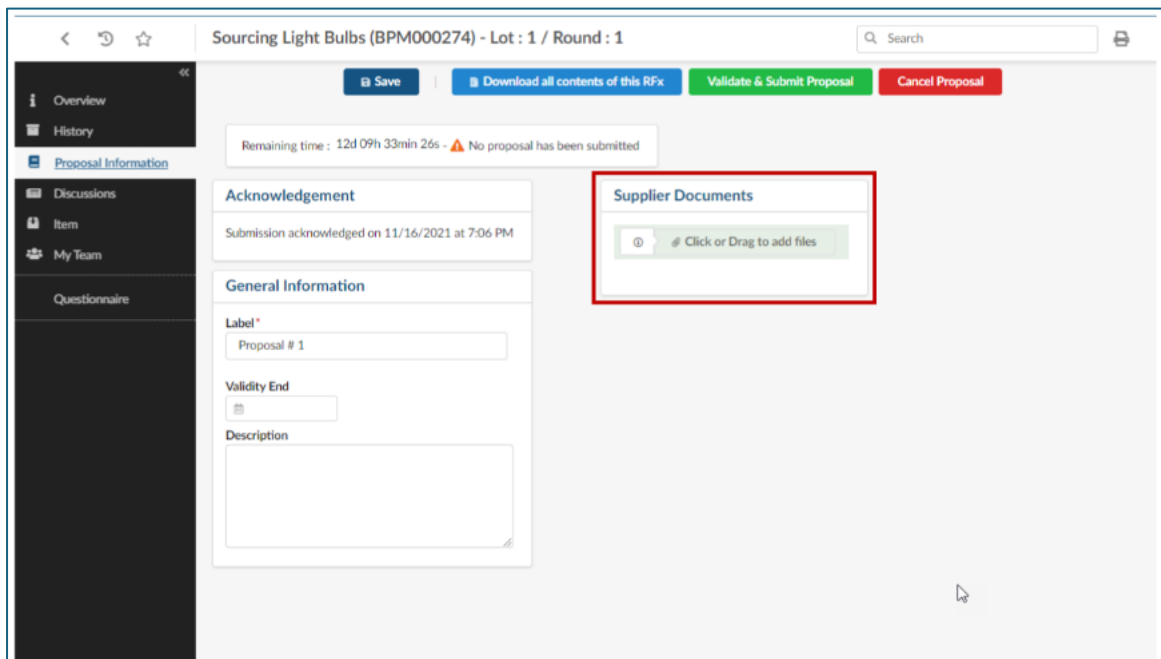 Sourcing Light Bulbs (BPM000274) - Lot : 1 / Round : 1
Search
Overview
History
Proposal Information
Discussions
Item
My Team
Questionnaire
Save
Download all contents of this RFx
Validate & Submit Proposal
Cancel Proposal
Remaining time : 12d 09h 33min 26s - No proposal has been submitted
Acknowledgement
Submission acknowledged on 11/16/2021 at 7:06 PM
General Information
Label*
Proposal # 1
Validity End
Description
Supplier Documents
Click or Drag to add files